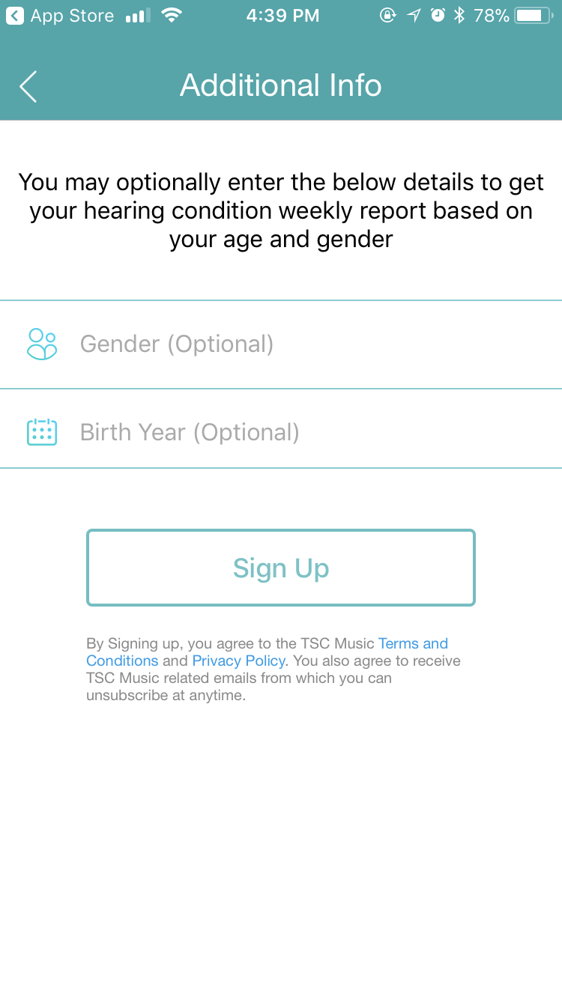 App Store 4:39 PM 78%
Additional Info
You may optionally enter the below details to get
your hearing condition weekly report based on
your age and gender
Gender (Optional)
Birth Year (Optional)
Sign Up
By Signing up, you agree to the TSC Music Terms and
Conditions and Privacy Policy. You also agree to receive
TSC Music related emails from which you can
unsubscribe at anytime.